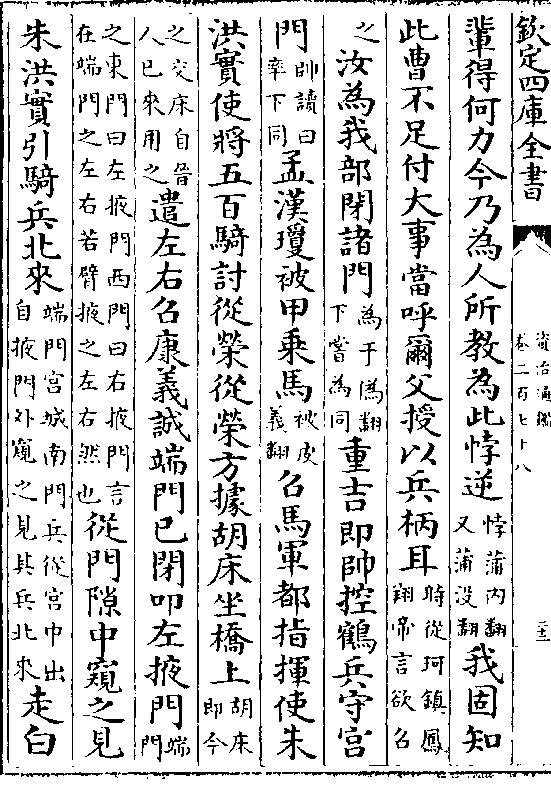 欽定四庫全書
資治通鑑
卷二百七十八
輩得何力今乃為人所教為此悖逆悖蒲內翻又蒲沒翻我固知
此曹不足付大事當呼爾父授以兵柄耳時從珂鎮鳳翔帝言欲召
之汝為我部閉諸門為于偽翻下當為同重吉即帥控鶴兵守宮
門帥讀曰率下同孟漢瓊被甲乗馬被皮義翻召馬軍都指揮使朱
洪實使將五百騎討從榮從榮方據胡床坐橋上胡床即今
之交床自晉人已來用之遣左右召康義誠端門已閉叩左掖門端門
之東門曰左掖門西門曰右掖門言在端門之左右若臂掖之左右然也從門隙中窺之見
朱洪實引騎兵北來端門宮城南門兵從宮中出自掖門外窺之見其兵北來走白